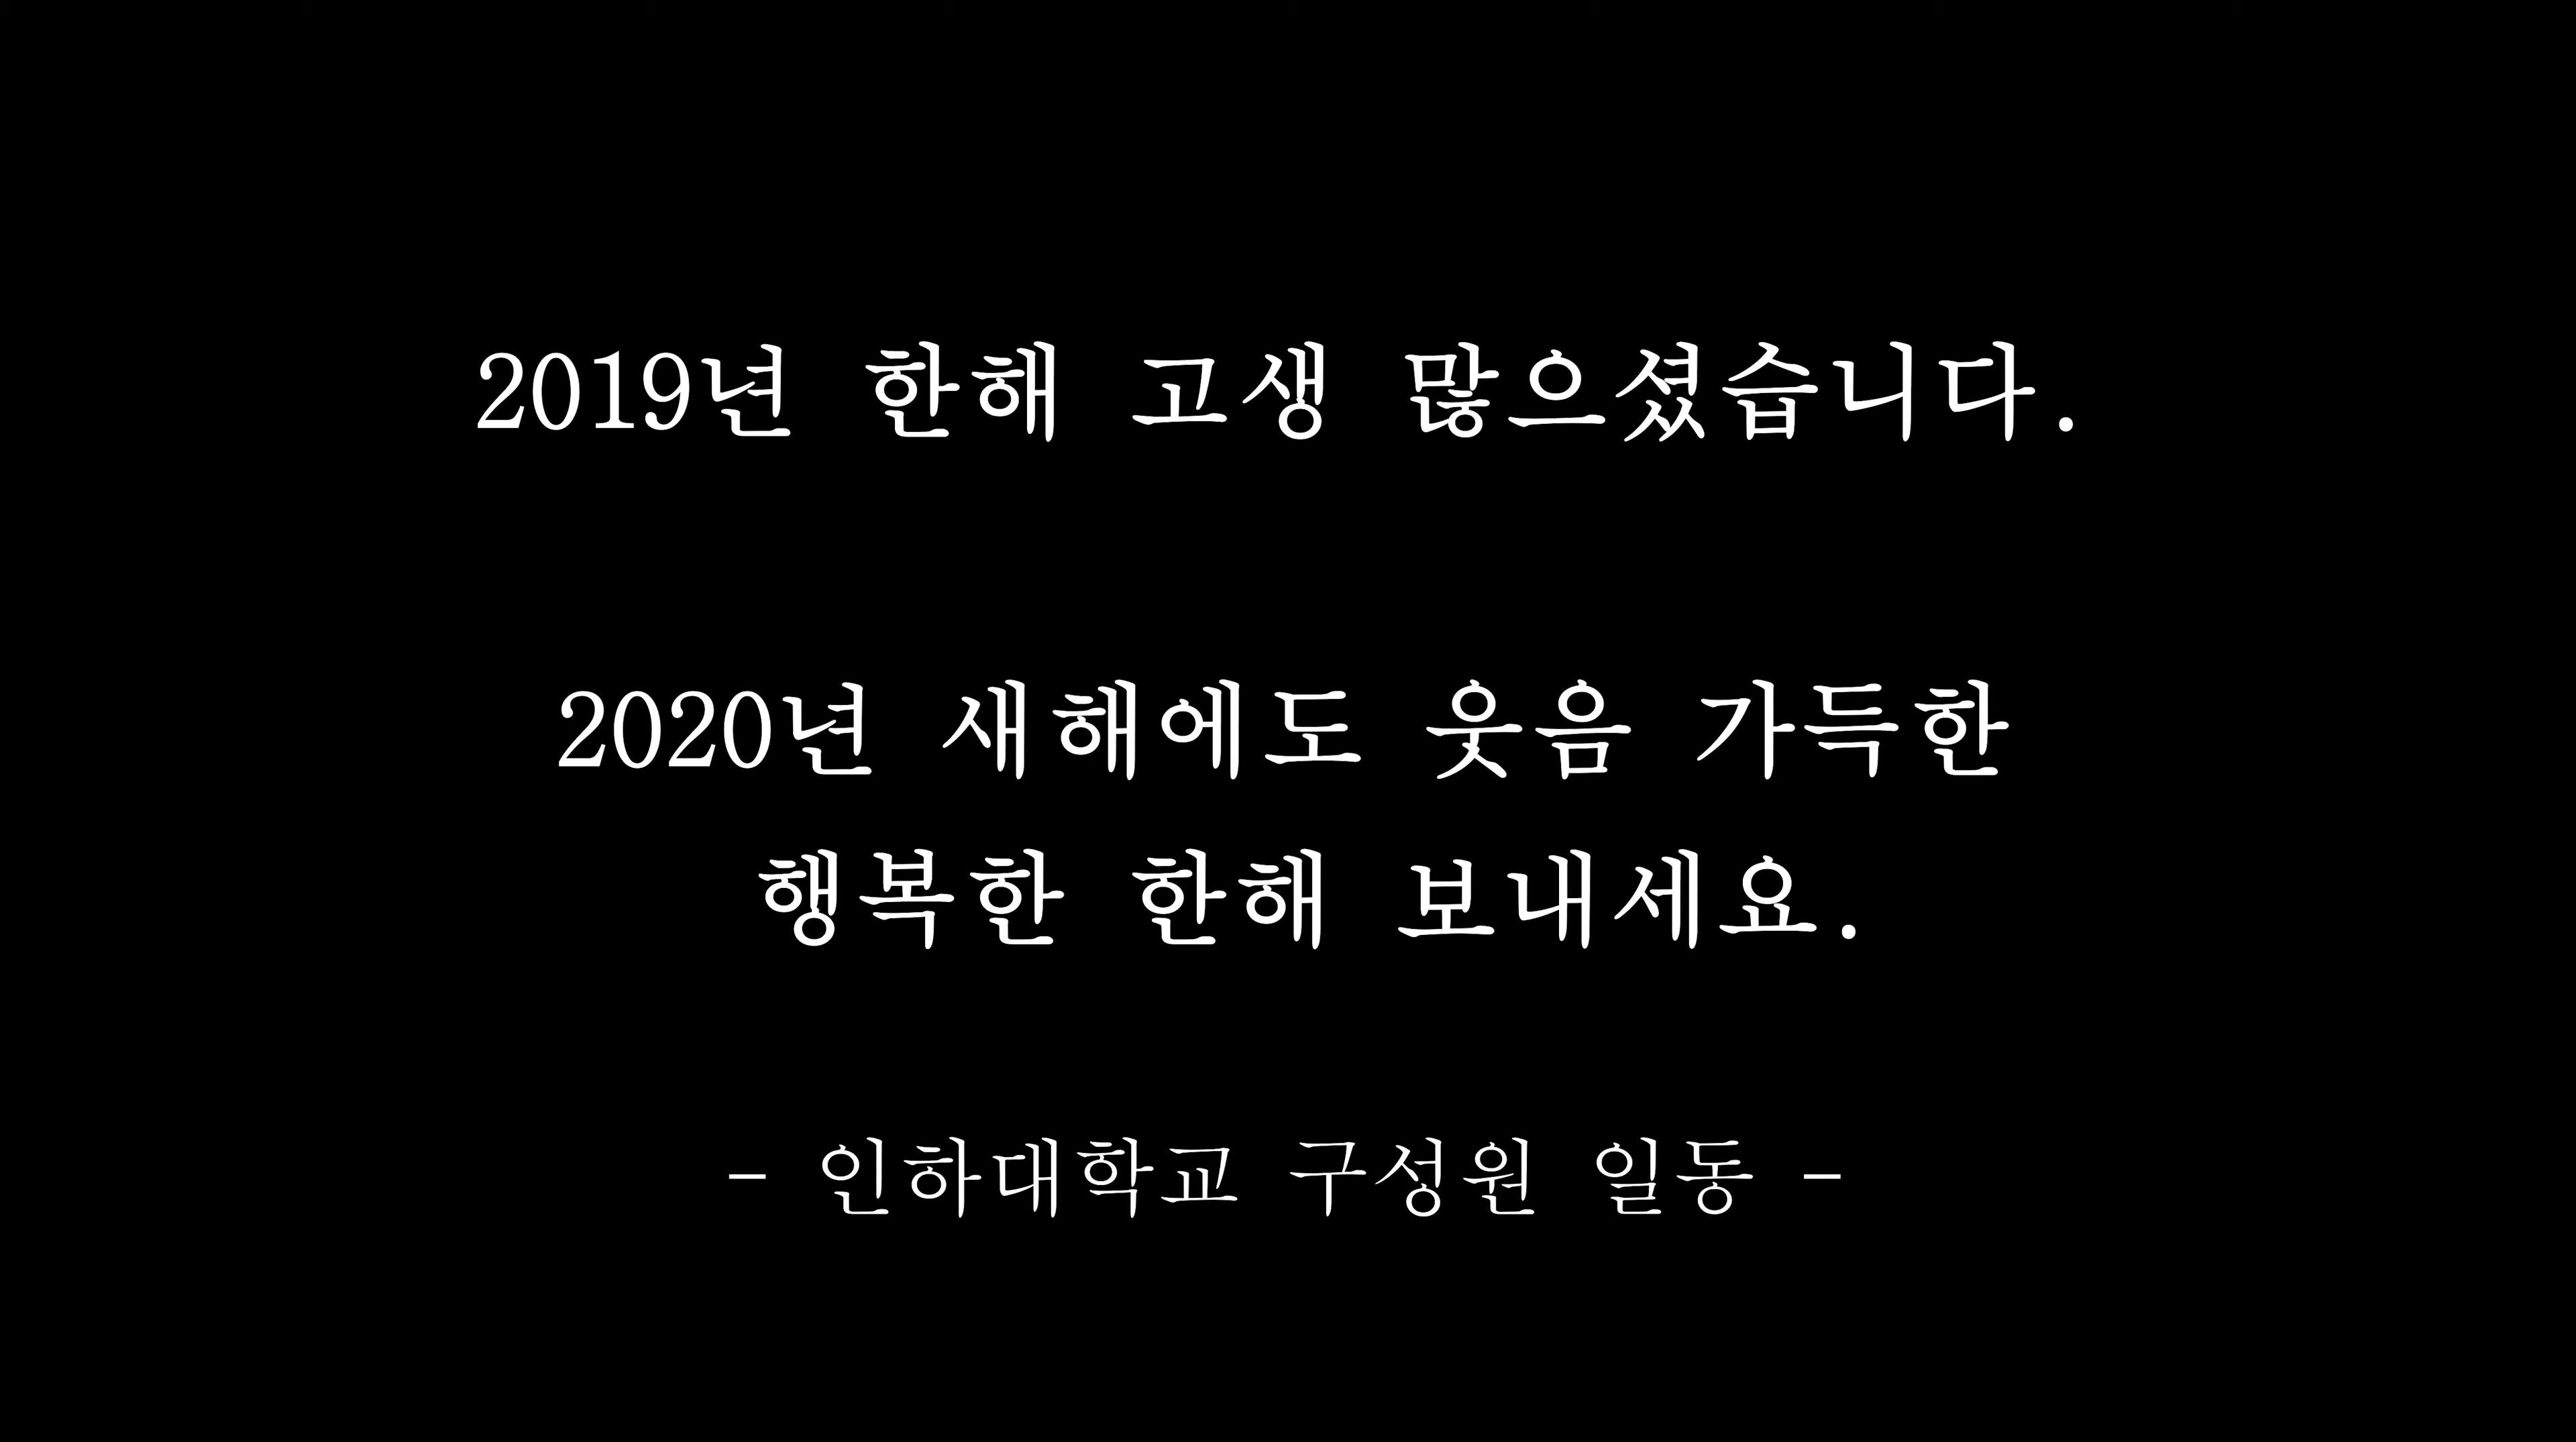 2019년 한해 고생 많으셨습니다.
2020년 새해에도 웃음 가득한
행복한 한해 보내세요.
- 인하대학교 구성원 일동 -